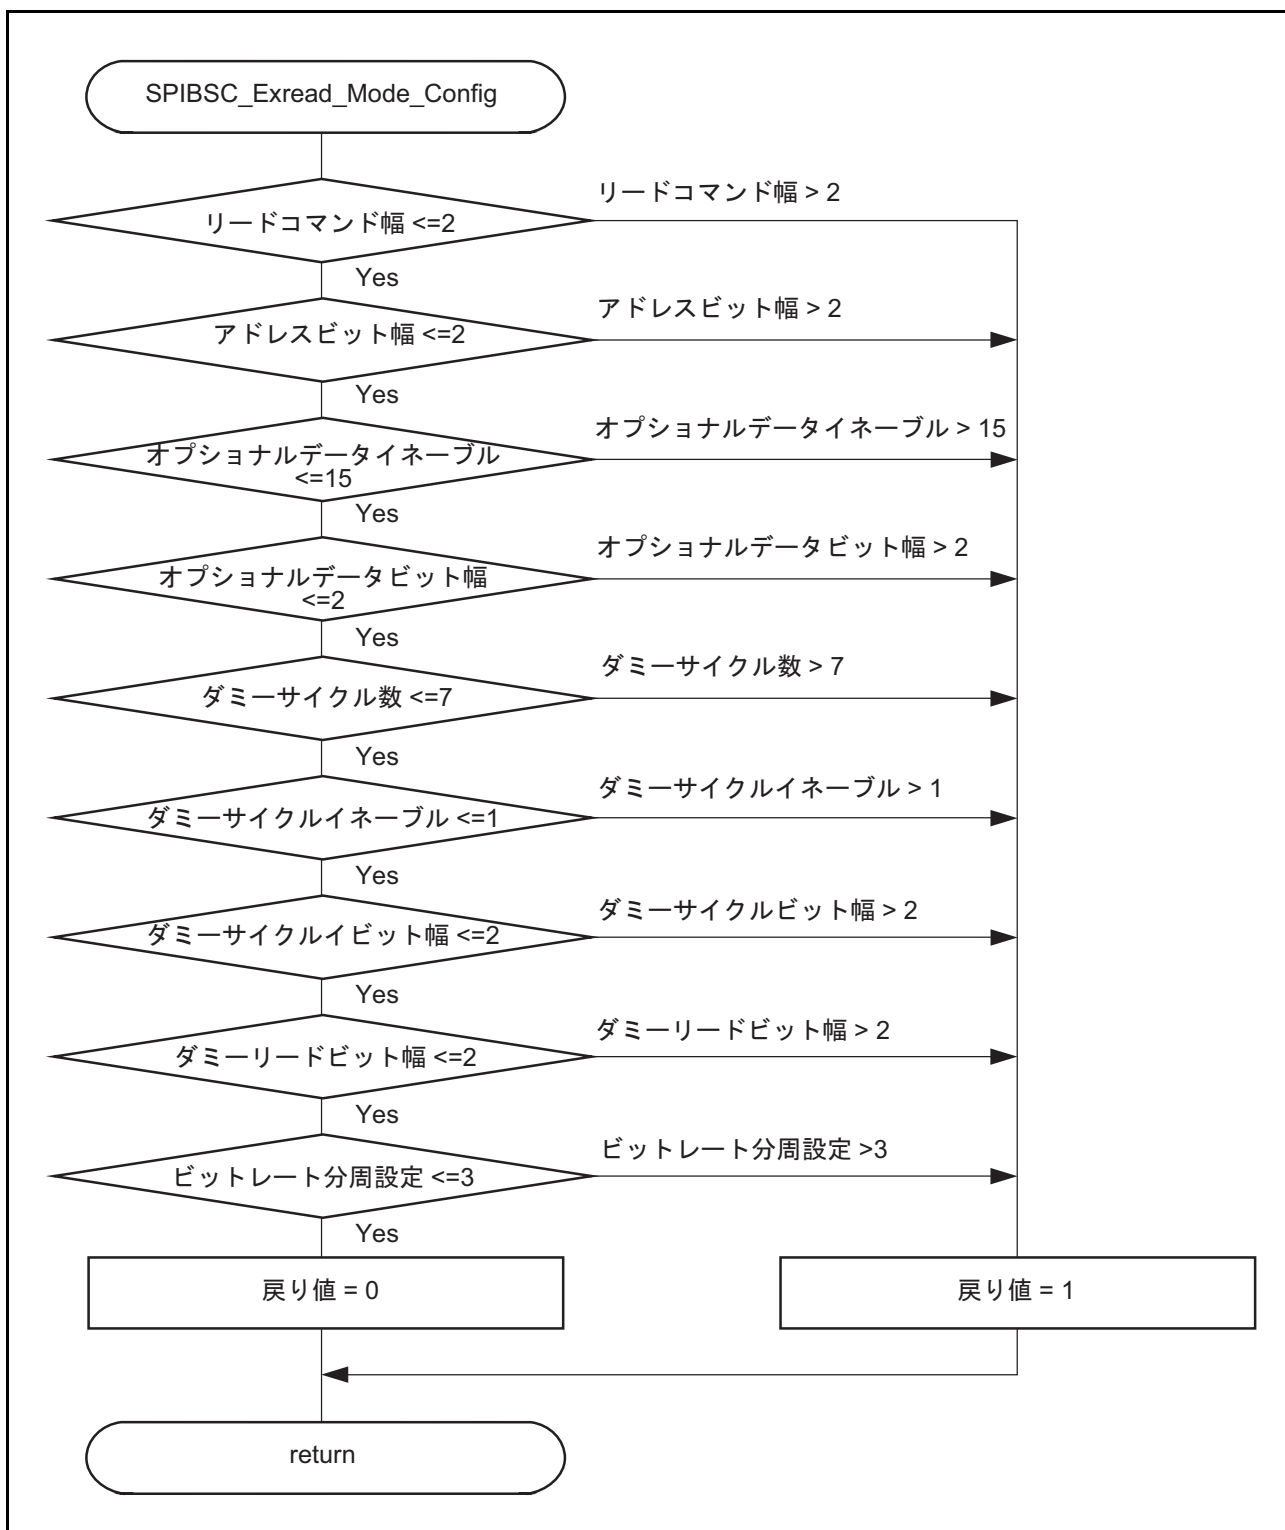 SPIBSC_Exread_Mode_Config
リードコマンド幅 <=2
リードコマンド幅 > 2
Yes
アドレスビット幅 <=2
アドレスビット幅 > 2
Yes
オプショナルデータイネーブル
<=15
オプショナルデータイネーブル > 15
Yes
オプショナルデータビット幅
<=2
オプショナルデータビット幅 > 2
Yes
ダミーサイクル数 <=7
ダミーサイクル数 > 7
Yes
ダミーサイクルイネーブル <=1
ダミーサイクルイネーブル > 1
Yes
ダミーサイクルイビット幅 <=2
ダミーサイクルビット幅 > 2
Yes
ダミーリードビット幅 <=2
ダミーリードビット幅 > 2
Yes
ビットレート分周設定 <=3
ビットレート分周設定 >3
Yes
戻り値 = 0
戻り値 = 1
return